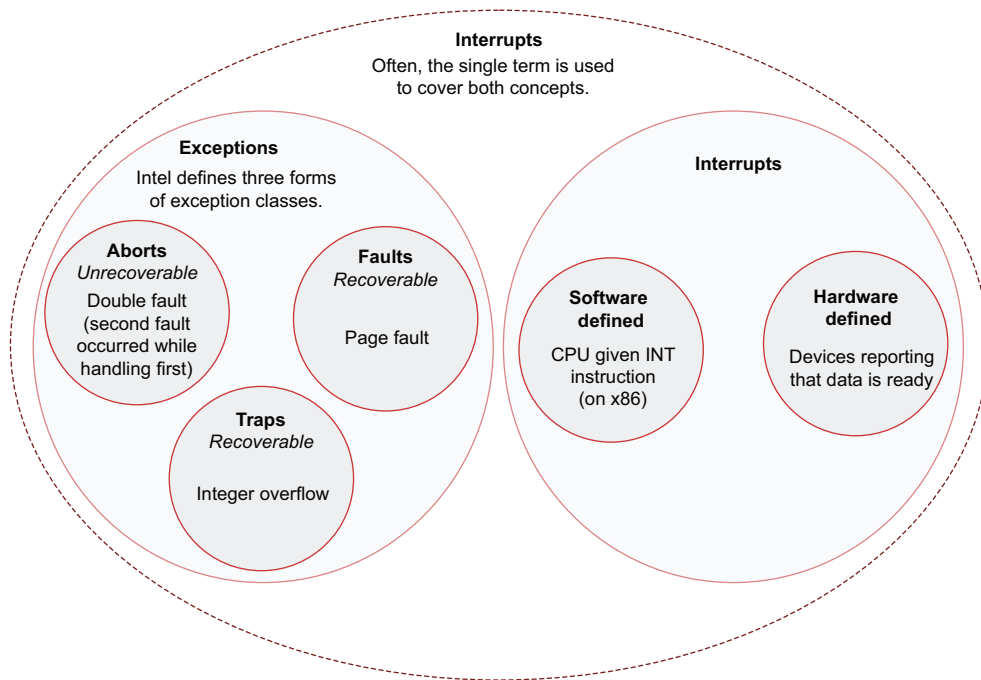 Interrupts
Often, the single term is used
to cover both concepts.
Exceptions
Intel defines three forms
of exception classes.
Aborts
Unrecoverable
Double fault
(second fault
occurred while
handling first)
Faults
Recoverable
Page fault
Traps
Recoverable
Integer overflow
Interrupts
Software
defined
CPU given INT
instruction
(on x86)
Hardware
defined
Devices reporting
that data is ready